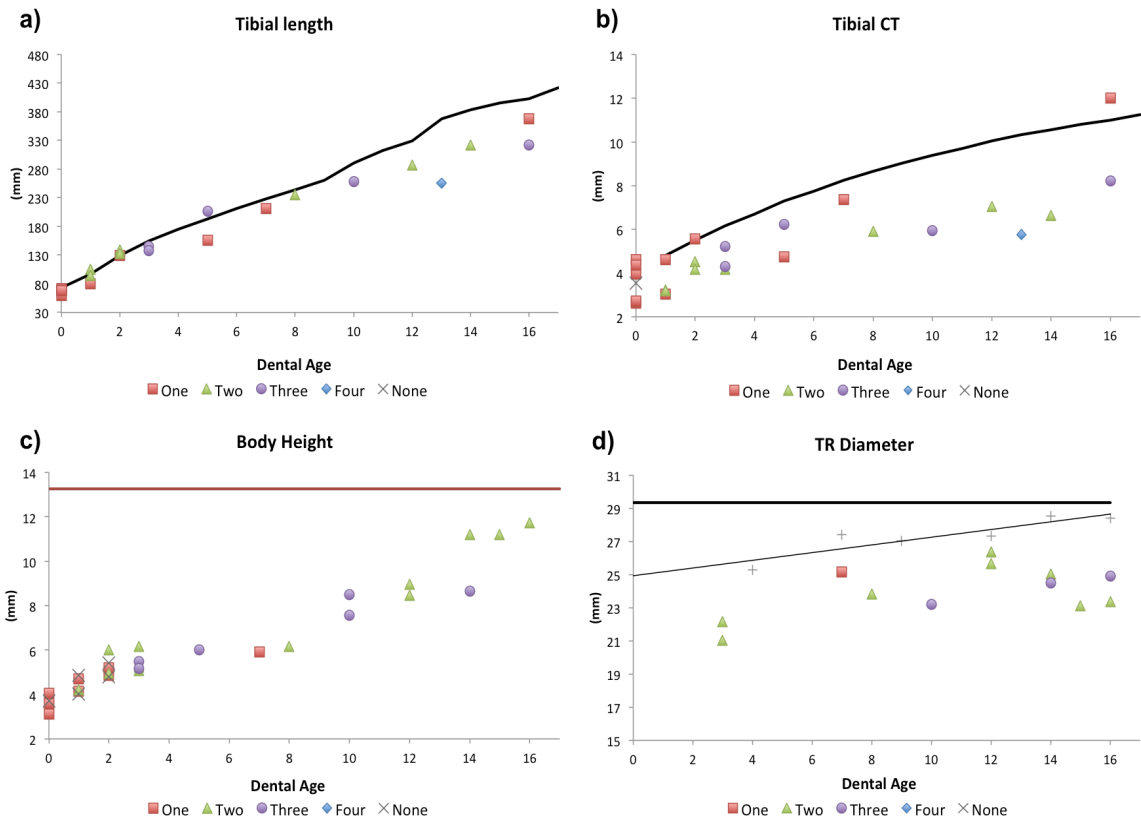 a)
Tibial length
480
430
380
330
280
230
180
130
80
30
(mm)
0 2 4 6 8 10 12 14 16
Dental Age
One Two Three Four None
b)
Tibial CT
14
12
10
8
6
4
2
(mm)
0 2 4 6 8 10 12 14 16
Dental Age
One Two Three Four None
c)
Body Height
14
12
10
8
6
4
2
(mm)
0 2 4 6 8 10 12 14 16
Dental Age
One Two Three Four None
d)
TR Diameter
31
29
27
25
23
21
19
17
15
(mm)
0 2 4 6 8 10 12 14 16
Dental Age
One Two Three Four None